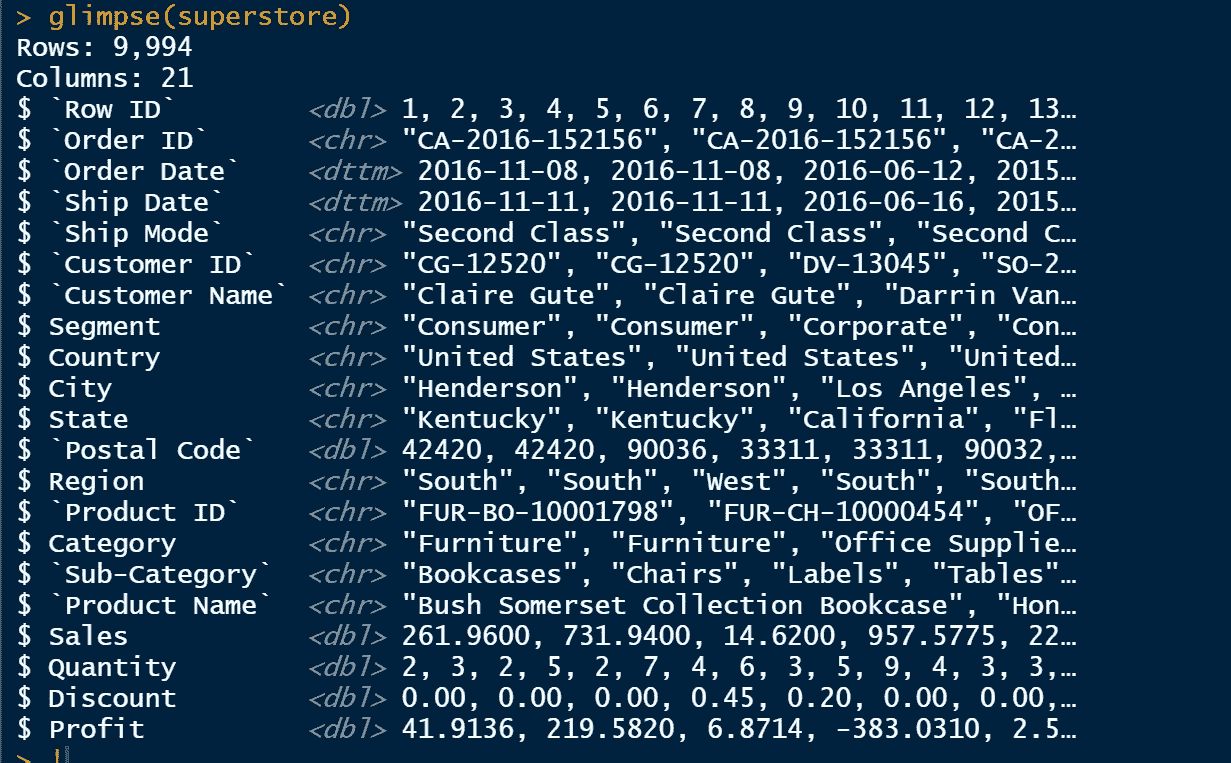 > glimpse(superstore)
Rows: 9,994
Columns: 21
$ `Row ID` <dbl> 1, 2, 3, 4, 5, 6, 7, 8, 9, 10, 11, 12, 13…
$ `Order ID` <chr> "CA-2016-152156", "CA-2016-152156", "CA-2…
$ `Order Date` <dttm> 2016-11-08, 2016-11-08, 2016-06-12, 2015…
$ `Ship Date` <dttm> 2016-11-11, 2016-11-11, 2016-06-16, 2015…
$ `Ship Mode` <chr> "Second Class", "Second Class", "Second C…
$ `Customer ID` <chr> "CG-12520", "CG-12520", "DV-13045", "SO-2…
$ `Customer Name` <chr> "Claire Gute", "Claire Gute", "Darrin Van…
$ Segment <chr> "Consumer", "Consumer", "Corporate", "Con…
$ Country <chr> "United States", "United States", "United…
$ City <chr> "Henderson", "Henderson", "Los Angeles", …
$ State <chr> "Kentucky", "Kentucky", "California", "Fl…
$ `Postal Code` <dbl> 42420, 42420, 90036, 33311, 33311, 90032,…
$ Region <chr> "South", "South", "West", "South", "South…
$ `Product ID` <chr> "FUR-BO-10001798", "FUR-CH-10000454", "OF…
$ Category <chr> "Furniture", "Furniture", "Office Supplie…
$ `Sub-Category` <chr> "Bookcases", "Chairs", "Labels", "Tables"…
$ `Product Name` <chr> "Bush Somerset Collection Bookcase", "Hon…
$ Sales <dbl> 261.9600, 731.9400, 14.6200, 957.5775, 22…
$ Quantity <dbl> 2, 3, 2, 5, 2, 7, 4, 6, 3, 5, 9, 4, 3, 3,…
$ Discount <dbl> 0.00, 0.00, 0.00, 0.45, 0.20, 0.00, 0.00,…
$ Profit <dbl> 41.9136, 219.5820, 6.8714, -383.0310, 2.5…
>